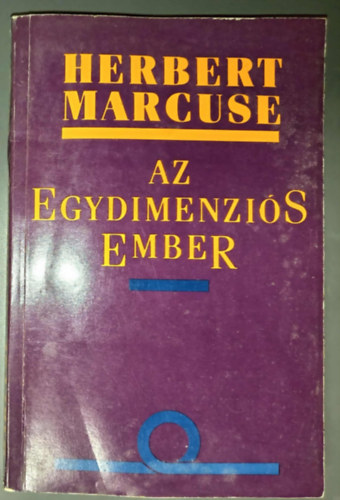 HERBERT
MARCUSE
AZ
EGYDIMENZIÓS
EMBER